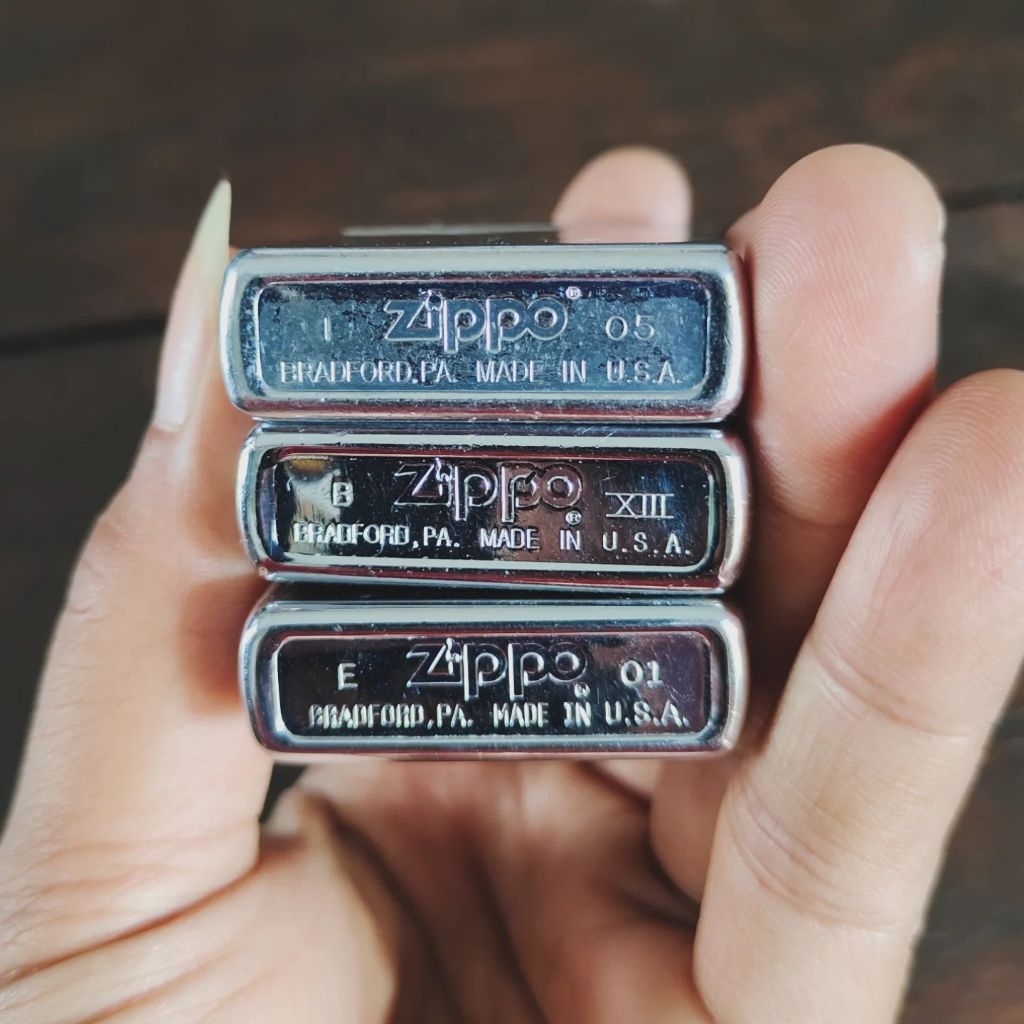 I zippo® 05
BRADFORD,PA. MADE IN U.S.A.
B zippo® XIII
BRADFORD,PA. MADE IN U.S.A.
E zippo® 01
BRADFORD,PA. MADE IN U.S.A.